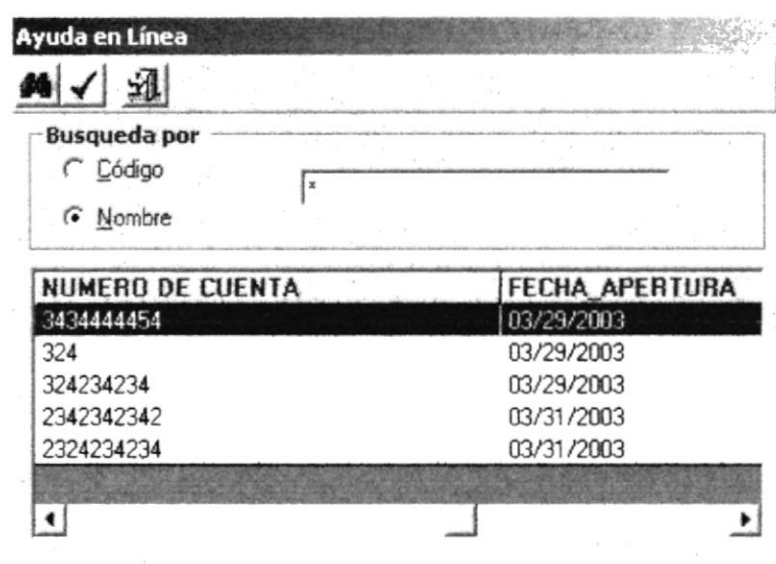 Ayuda en Línea
Busqueda por
Código
*
Nombre
NUMERO DE CUENTA FECHA_APERTURA
3434444454 03/29/2003
324 03/29/2003
324234234 03/29/2003
2342342342 03/31/2003
2324234234 03/31/2003